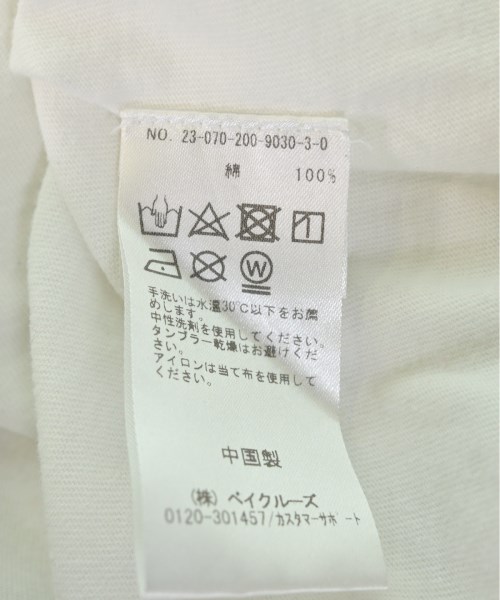 NO. 23-070-200-9030-3-0
綿 100%
W
手洗いは水温30℃以下をお薦
めします。
中性洗剤を使用してください。
タンブラー乾燥はお避けくだ
さい。
アイロンは当て布を使用して
ください。
中国製
(株) ベイクルーズ
0120-301457/カスタマーサポート